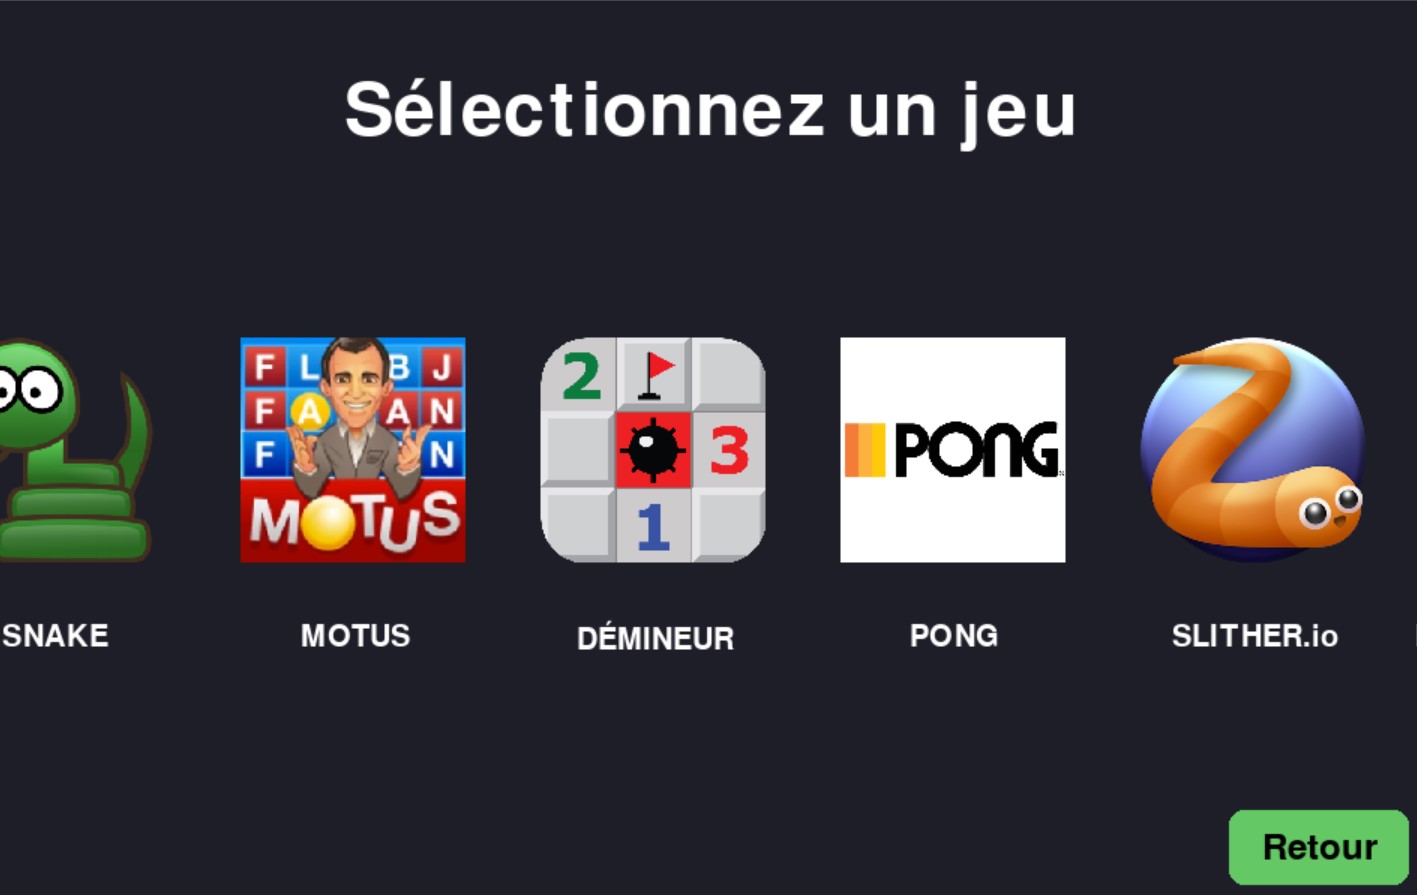 Sélectionnez un jeu
F L B J
F A A N
F N
MOTUS
2
3
1
PONG
SNAKE
MOTUS
DÉMINEUR
PONG
SLITHER.io
Retour